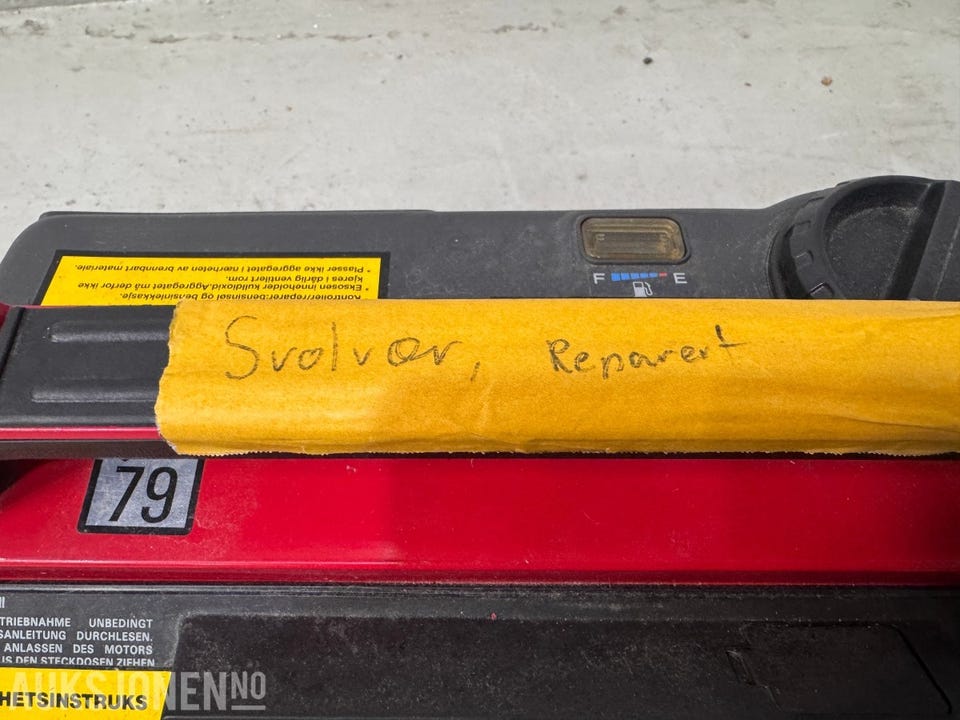 * Plasser ikke aggregatet i nærheten av brennbart materiale.
kjøres i dårlig ventilert rom.
* Eksosen inneholder kulldioxid.Aggregatet må derfor ikke
Kontroller/reparer:bensinsøl og bensinlekkasje.
F E
Svolvær, Reparert
79
TRIEBNAHME UNBEDINGT
SANLEITUNG DURCHLESEN.
ANLASSEN DES MOTORS
US DEN STECKDOSEN ZIEHEN
HETSINSTRUKS
AUKSJONEN.NO